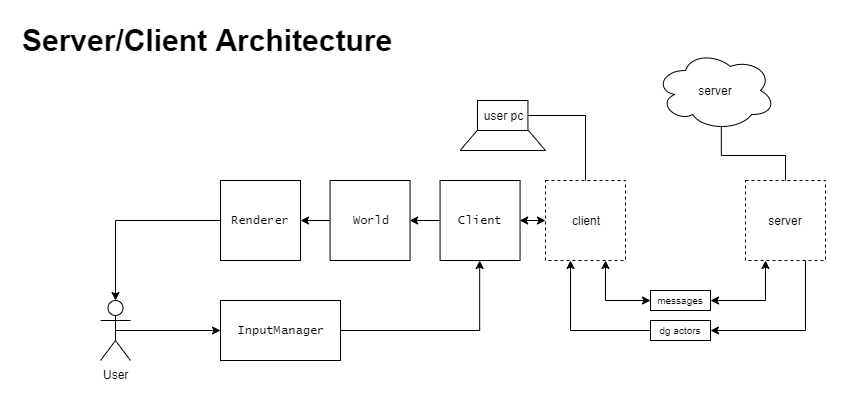 Server/Client Architecture
server
user pc
Renderer
World
Client
client
server
messages
InputManager
dg actors
User